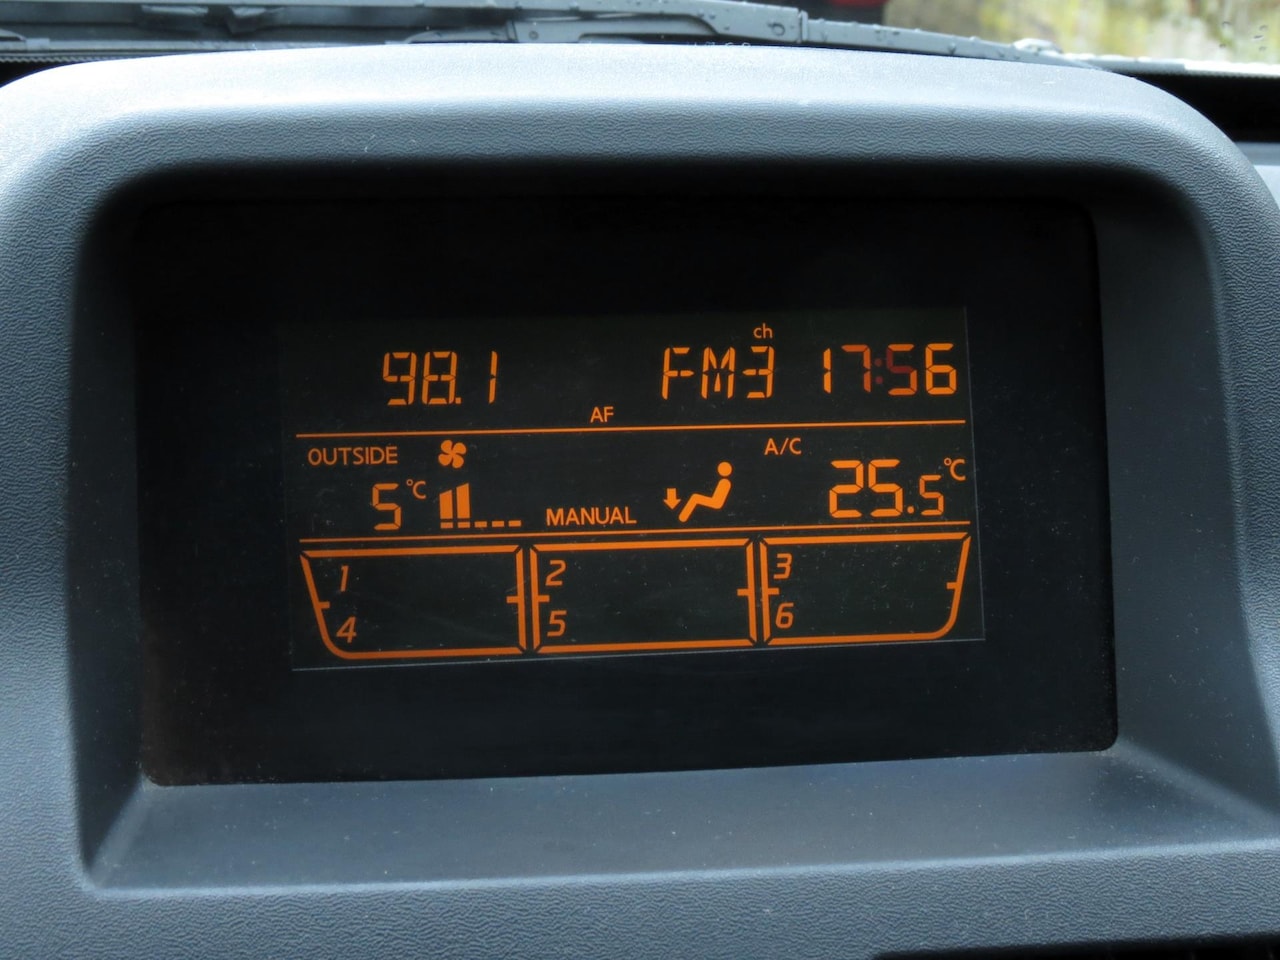 98.1 FM3 ch 17:56
AF
OUTSIDE A/C
5°C MANUAL 25.5°C
1 2 3
4 5 6